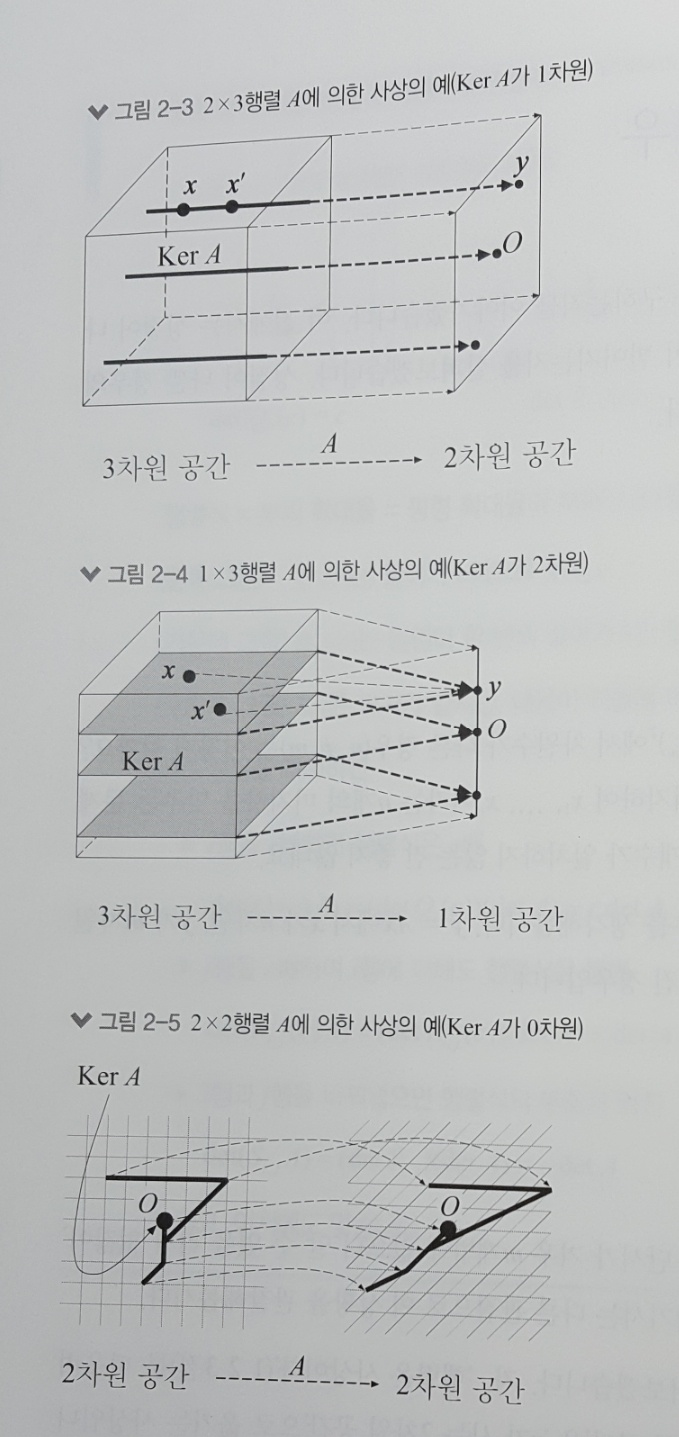 그림 2-3 2×3행렬 A에 의한 사상의 예(Ker A가 1차원)
x x′ y
Ker A O
3차원 공간 A 2차원 공간
그림 2-4 1×3행렬 A에 의한 사상의 예(Ker A가 2차원)
x y
x′ O
Ker A
3차원 공간 A 1차원 공간
그림 2-5 2×2행렬 A에 의한 사상의 예(Ker A가 0차원)
Ker A
O O
2차원 공간 A 2차원 공간